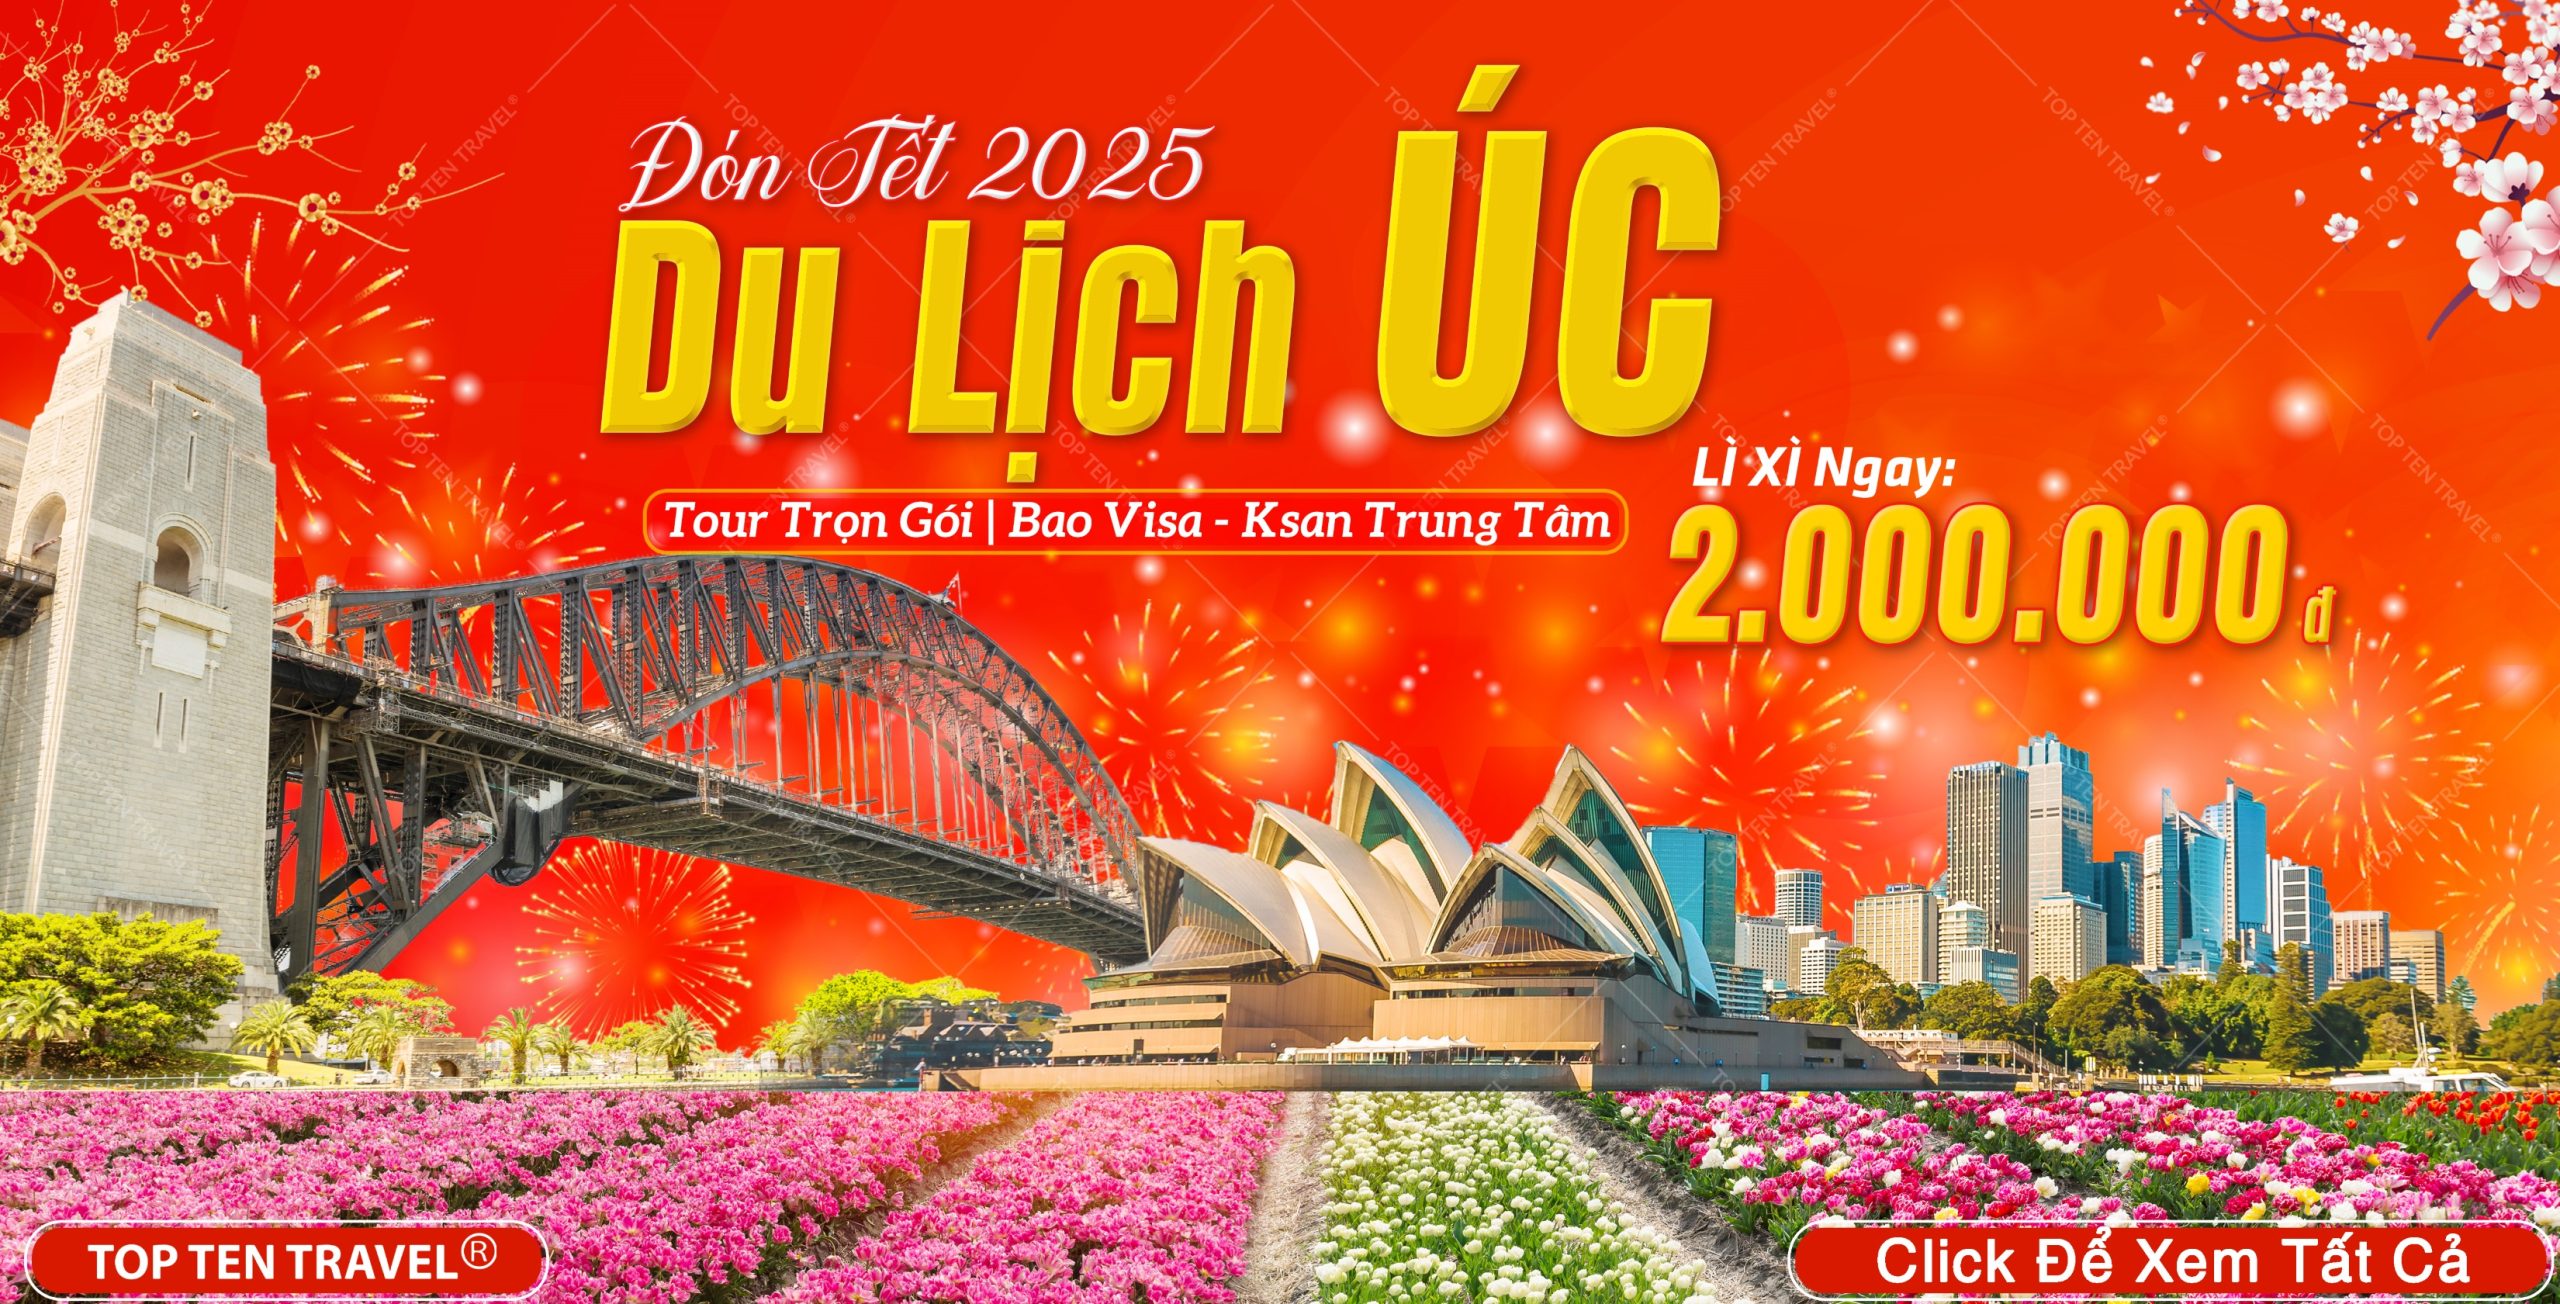 Đón Tết 2025
Du Lịch ÚC
Tour Trọn Gói | Bao Visa - Ksan Trung Tâm
LÌ XÌ Ngay:
2.000.000 đ
TOP TEN TRAVEL®
Click Để Xem Tất Cả